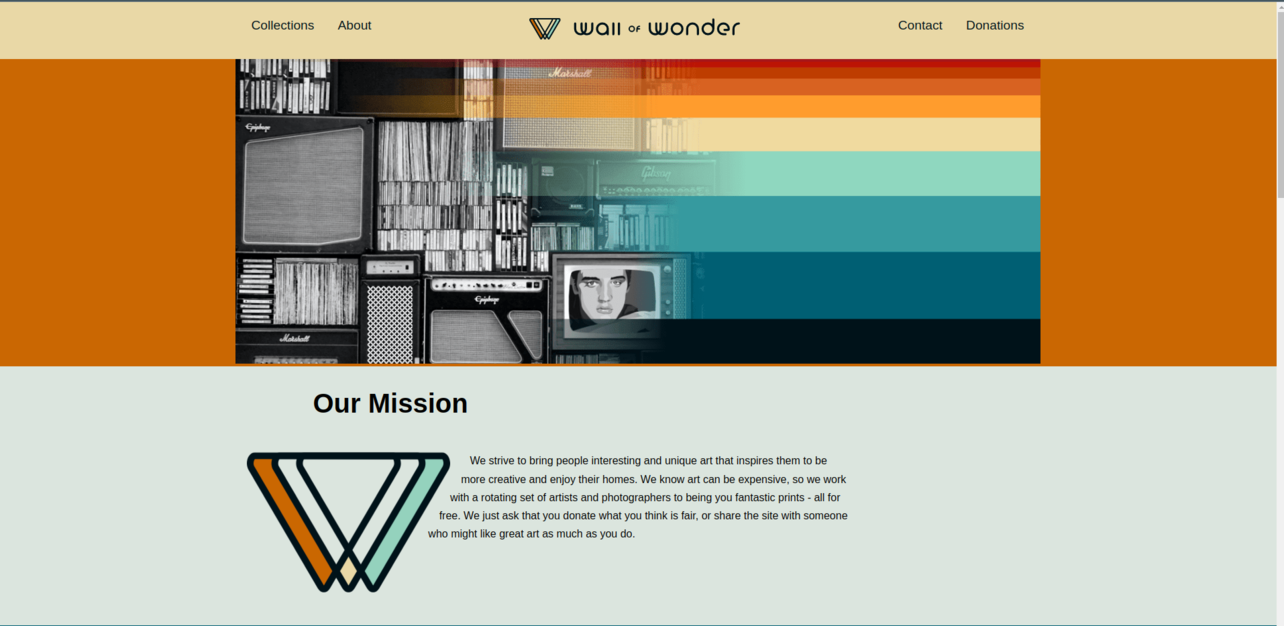 Collections
About
wall of wonder
Contact
Donations
Marshall
Epiphone
Epiphone
Marshall
Our Mission
We strive to bring people interesting and unique art that inspires them to be
more creative and enjoy their homes. We know art can be expensive, so we work
with a rotating set of artists and photographers to being you fantastic prints - all for
free. We just ask that you donate what you think is fair, or share the site with someone
who might like great art as much as you do.